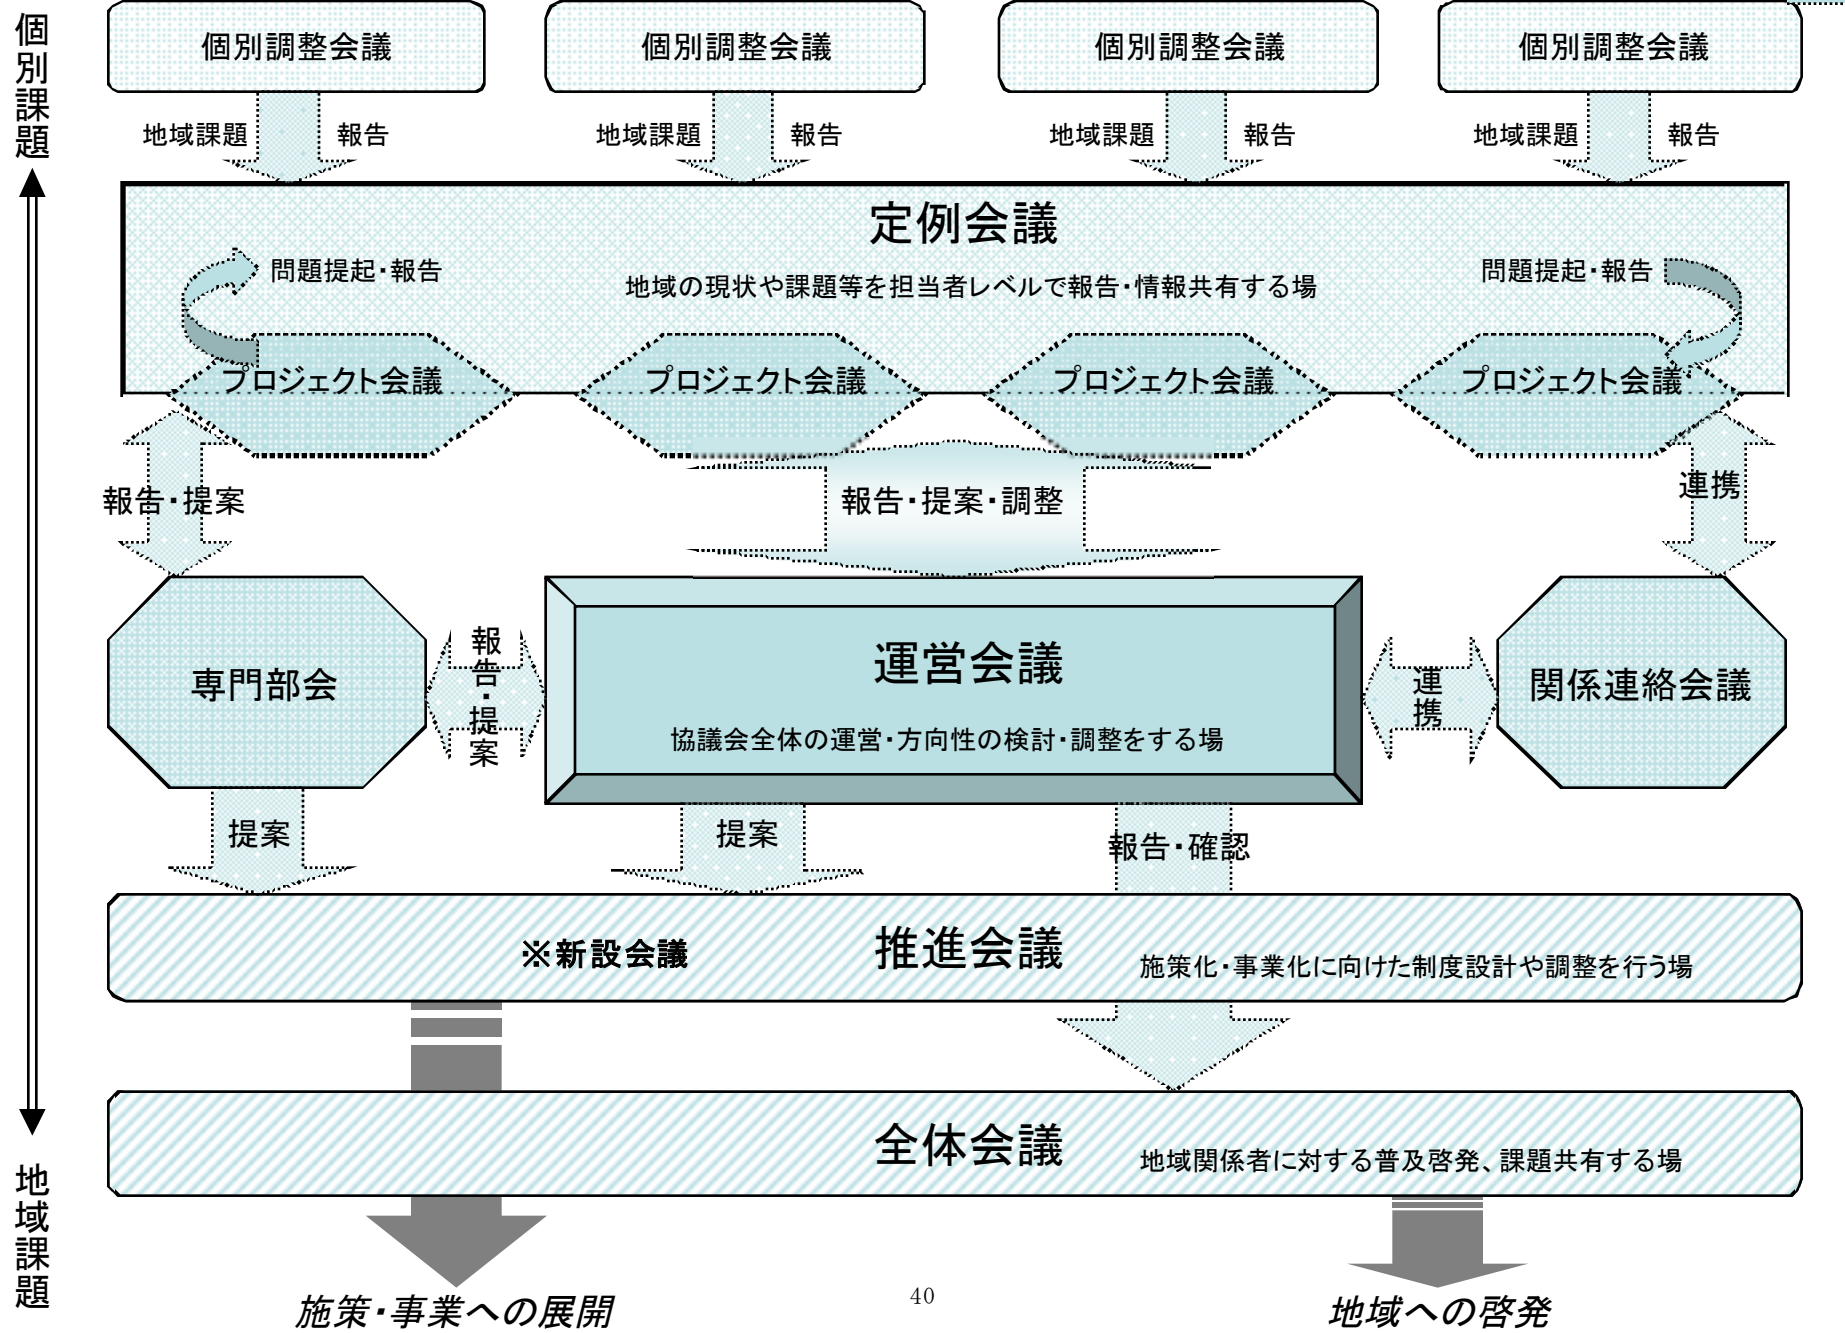 個別課題
個別調整会議
個別調整会議
個別調整会議
個別調整会議
地域課題
報告
地域課題
報告
地域課題
報告
地域課題
報告
定例会議
問題提起・報告
地域の現状や課題等を担当者レベルで報告・情報共有する場
問題提起・報告
プロジェクト会議
プロジェクト会議
プロジェクト会議
プロジェクト会議
報告・提案
報告・提案・調整
連携
専門部会
報告・提案
運営会議
協議会全体の運営・方向性の検討・調整をする場
連携
関係連絡会議
提案
提案
報告・確認
※新設会議
推進会議
施策化・事業化に向けた制度設計や調整を行う場
全体会議
地域関係者に対する普及啓発、課題共有する場
地域課題
施策・事業への展開
40
地域への啓発